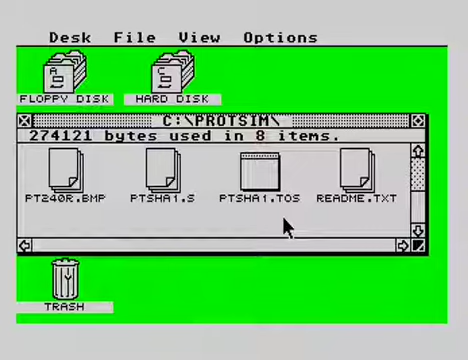 Desk File View Options
A C
FLOPPY DISK HARD DISK
C:\PROTSIM\
274121 bytes used in 8 items.
PT240R.BMP PTSHA1.S PTSHA1.TOS README.TXT
TRASH